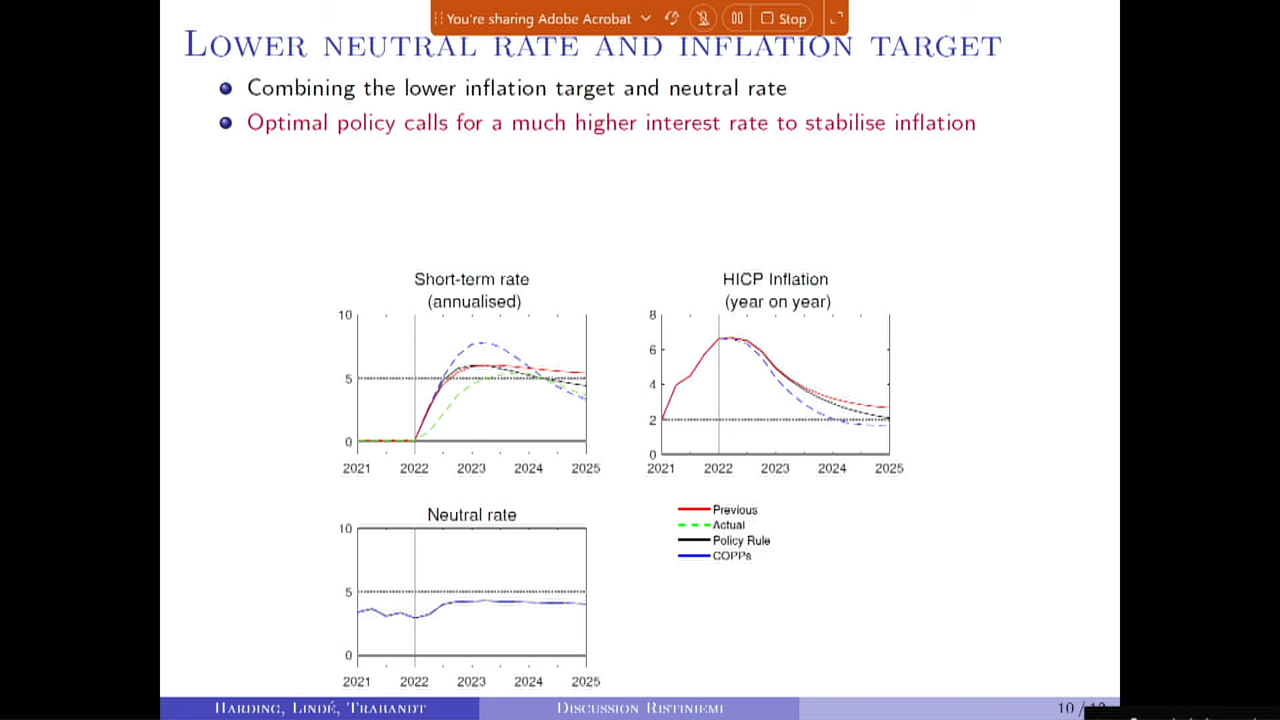 You're sharing Adobe Acrobat
Stop
LOWER NEUTRAL RATE AND INFLATION TARGET
Combining the lower inflation target and neutral rate
Optimal policy calls for a much higher interest rate to stabilise inflation
Short-term rate
(annualised)
10
5
0
2021 2022 2023 2024 2025
HICP Inflation
(year on year)
8
6
4
2
0
2021 2022 2023 2024 2025
Neutral rate
10
5
0
2021 2022 2023 2024 2025
Previous
Actual
Policy Rule
COPPs
HARDING, LINDÉ, TRABANDT
DISCUSSION RISTINIEMI
10 /